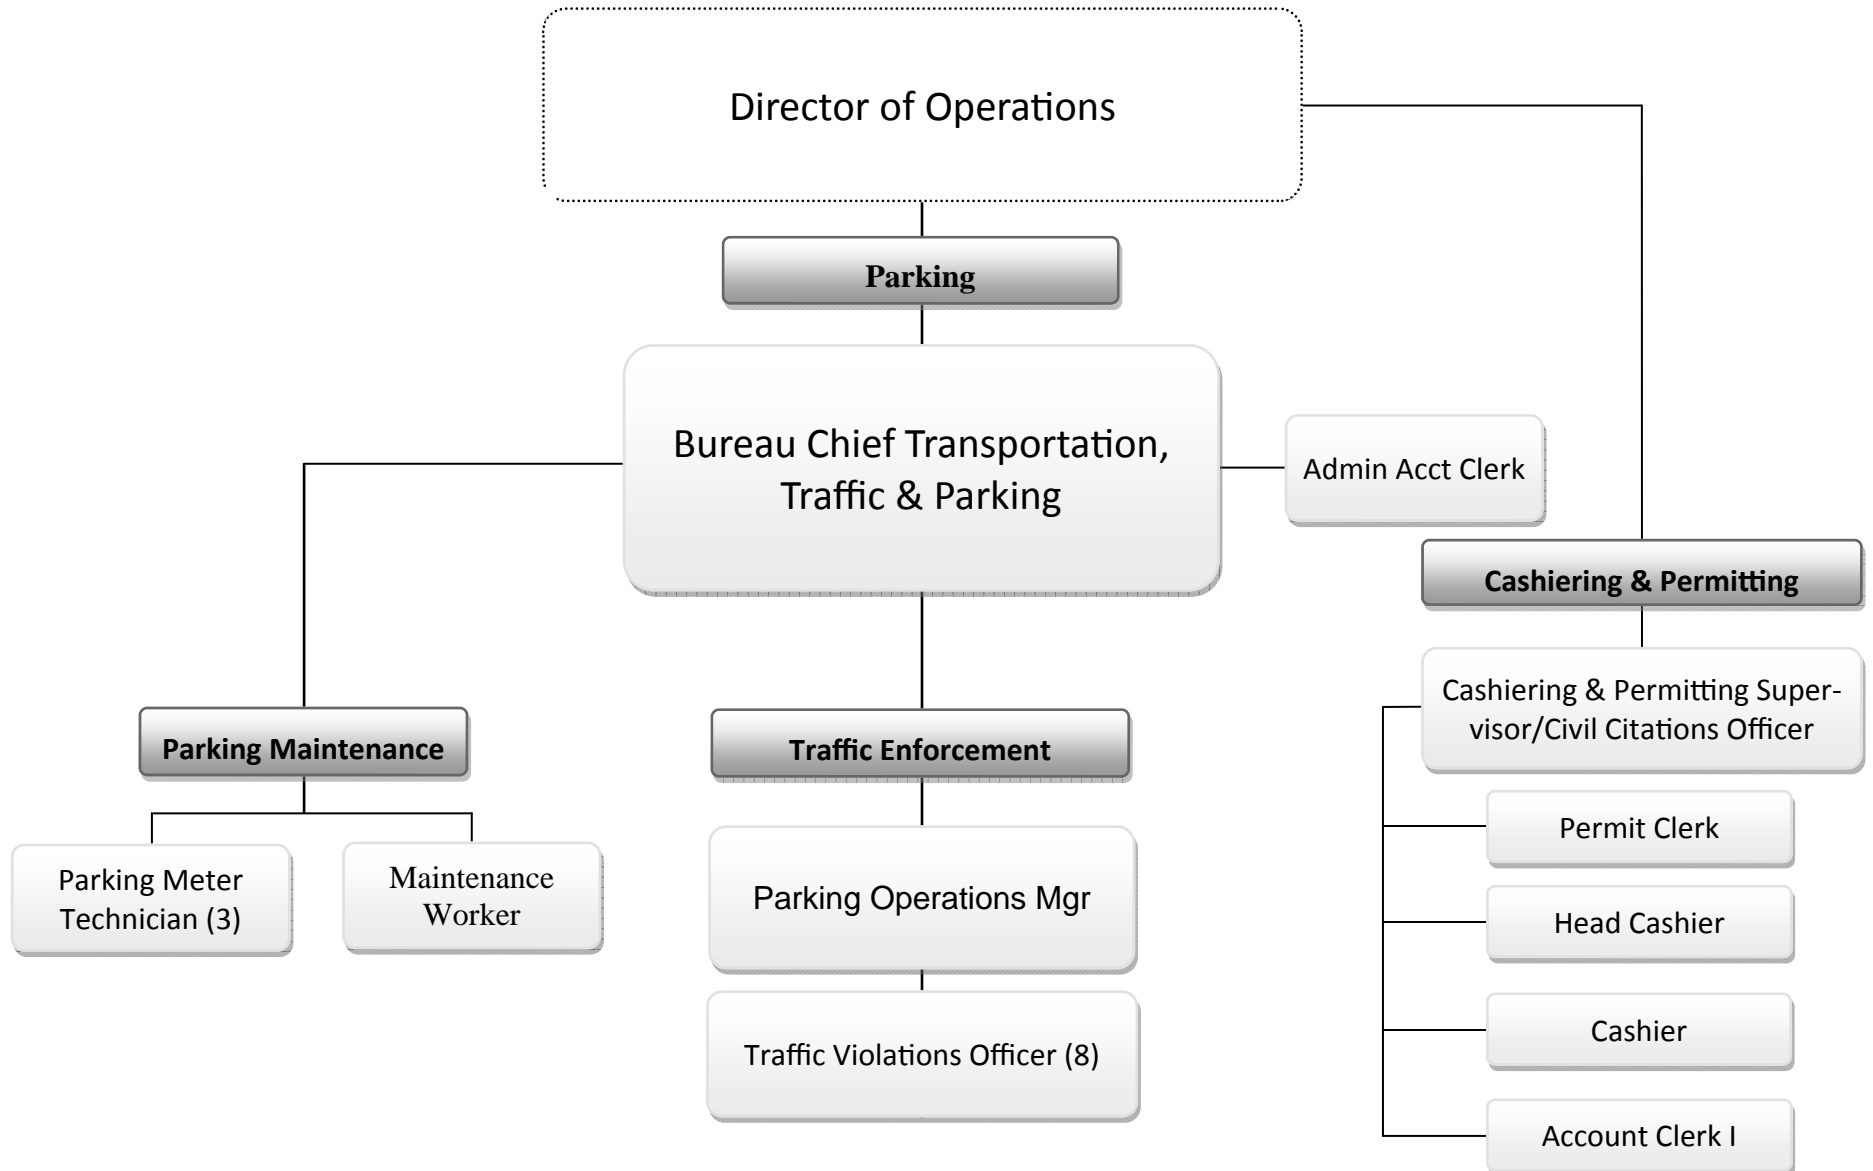 Director of Operations
Parking
Bureau Chief Transportation,
Traffic & Parking
Admin Acct Clerk
Cashiering & Permitting
Cashiering & Permitting Super-
visor/Civil Citations Officer
Parking Maintenance
Traffic Enforcement
Parking Meter
Technician (3)
Maintenance
Worker
Parking Operations Mgr
Traffic Violations Officer (8)
Permit Clerk
Head Cashier
Cashier
Account Clerk I